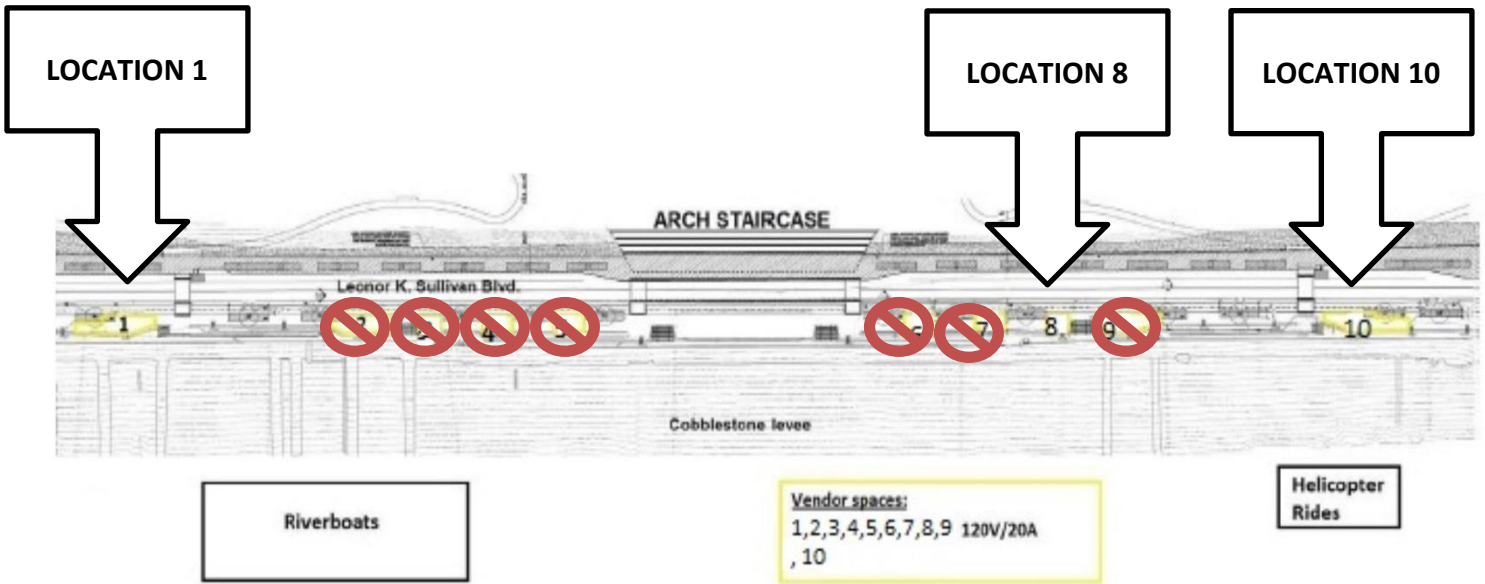 LOCATION 1
LOCATION 8
LOCATION 10
ARCH STAIRCASE
Leonor K. Sullivan Blvd.
1
4
7
8
9
10
Cobblestone levee
Riverboats
Vendor spaces:
1,2,3,4,5,6,7,8,9 120V/20A
, 10
Helicopter
Rides